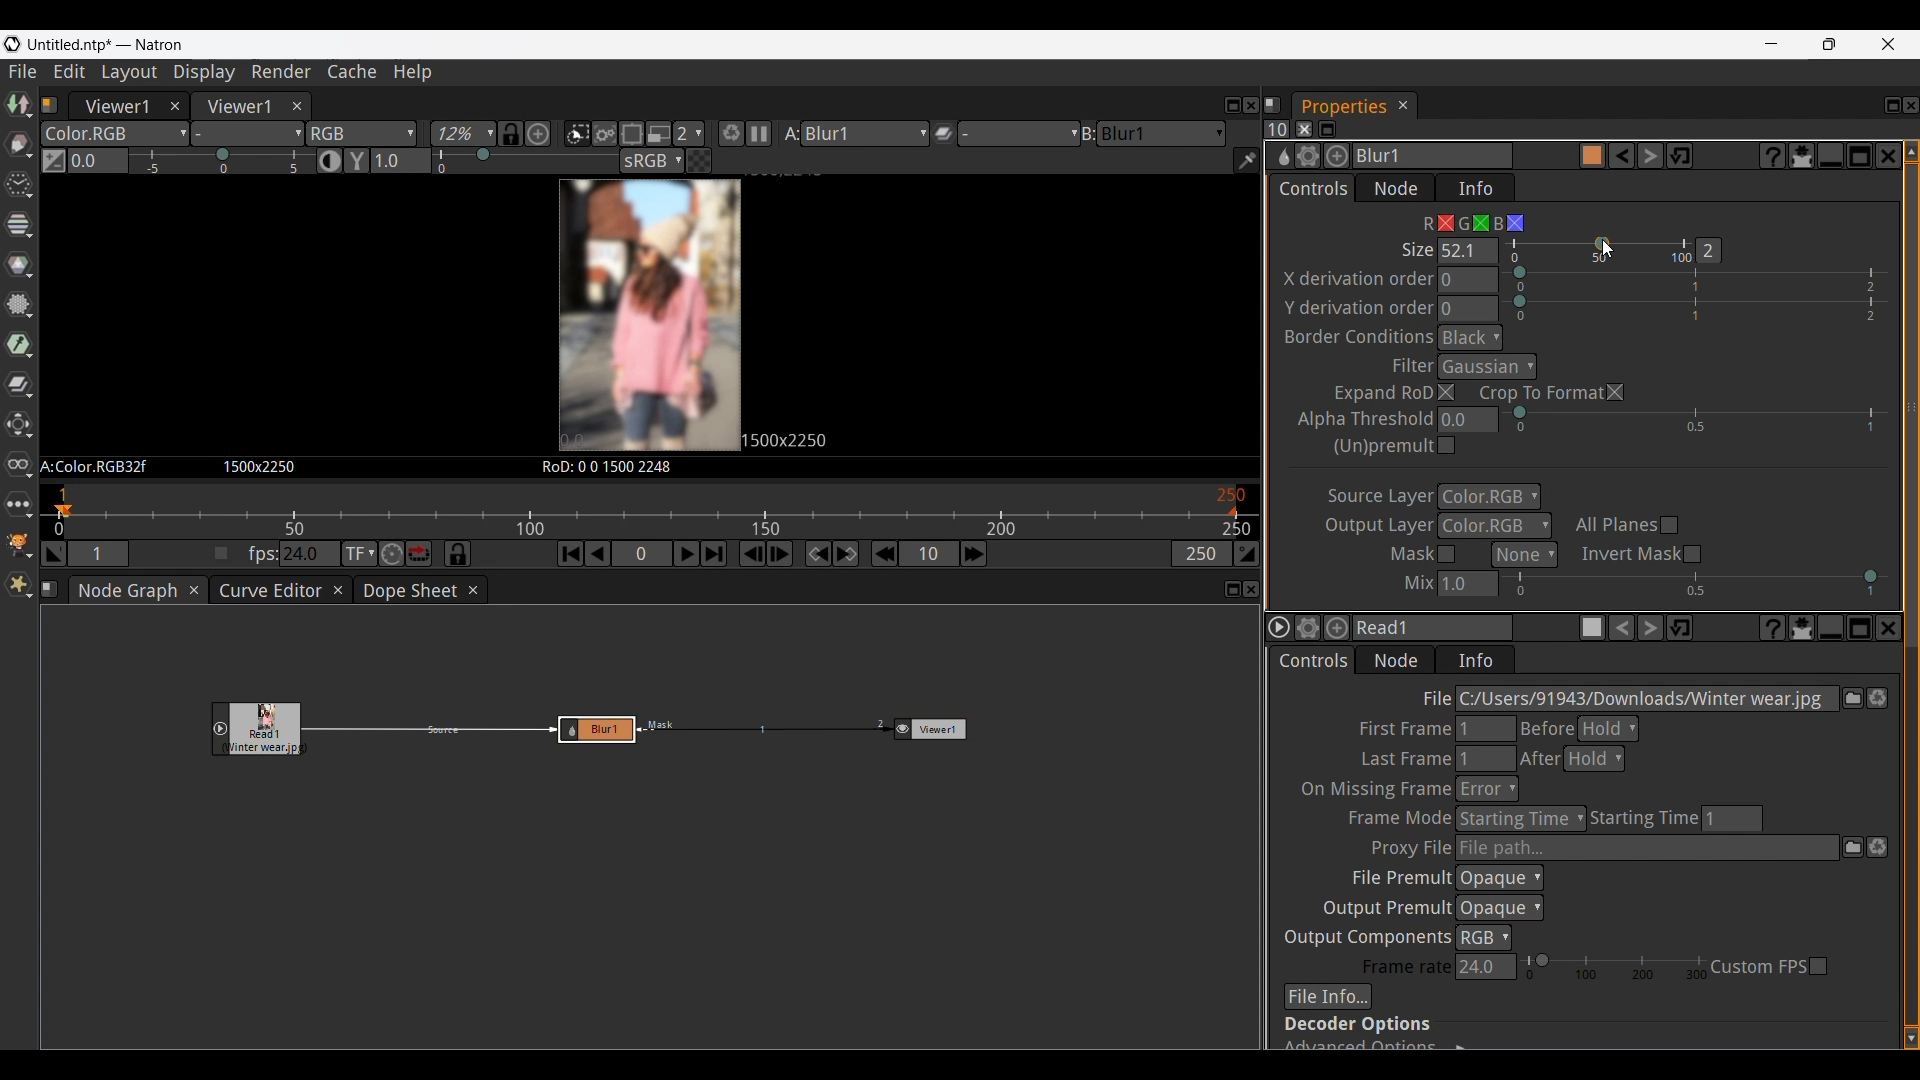 Untitled.ntp* — Natron
File Edit Layout Display Render Cache Help
Viewer1 × Viewer1 ×
Color.RGB - RGB 12% 2 A: Blur1 - B: Blur1
0.0 -5 0 5 Y 1.0 0 sRGB
0,0 1500x2250
A:Color.RGB32f 1500x2250 RoD: 0 0 1500 2248
1 250
0 50 100 150 200 250
1 fps: 24.0 TF 0 10 250
Node Graph × Curve Editor × Dope Sheet ×
Read1
(Winter wear.jpg)
Source
Blur1
Mask
1
2
Viewer1
Properties ×
10
Blur1
Controls Node Info
R G B
Size 52.1 0 50 100 2
X derivation order 0 0 1 2
Y derivation order 0 0 1 2
Border Conditions Black
Filter Gaussian
Expand RoD Crop To Format
Alpha Threshold 0.0 0 0.5 1
(Un)premult
Source Layer Color.RGB
Output Layer Color.RGB All Planes
Mask None Invert Mask
Mix 1.0 0 0.5 1
Read1
Controls Node Info
File C:/Users/91943/Downloads/Winter wear.jpg
First Frame 1 Before Hold
Last Frame 1 After Hold
On Missing Frame Error
Frame Mode Starting Time Starting Time 1
Proxy File File path...
File Premult Opaque
Output Premult Opaque
Output Components RGB
Frame rate 24.0 0 100 200 300 Custom FPS
File Info...
Decoder Options
Advanced Options